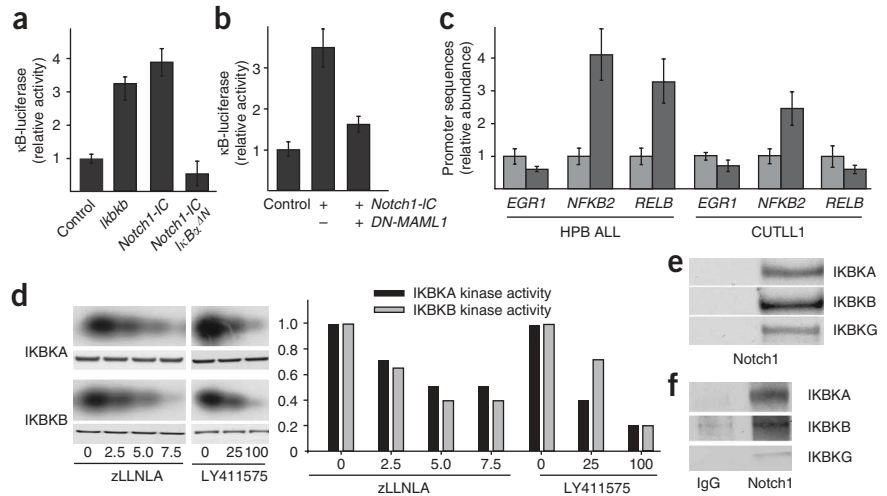 a
κB-luciferase
(relative activity)
4
3
2
1
Control
Ikbkb
Notch1-IC
Notch1-IC
IκBαΔN
b
κB-luciferase
(relative activity)
3
2
1
Control + + Notch1-IC
– + DN-MAML1
c
Promoter sequences
(relative abundance)
4
3
2
1
EGR1 NFKB2 RELB EGR1 NFKB2 RELB
HPB ALL CUTLL1
d
IKBKA
IKBKB
0 2.5 5.0 7.5 0 25 100
zLLNLA LY411575
IKBKA kinase activity
IKBKB kinase activity
1.0
0.8
0.6
0.4
0.2
0
0 2.5 5.0 7.5 0 25 100
zLLNLA LY411575
e
IKBKA
IKBKB
IKBKG
Notch1
f
IKBKA
IKBKB
IKBKG
IgG Notch1